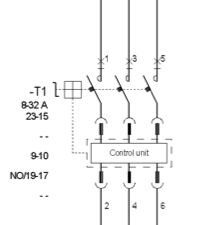 1 3 5
-T1
8-32 A
23-15
- -
9-10
Control unit
NO/19-17
- -
2 4 6